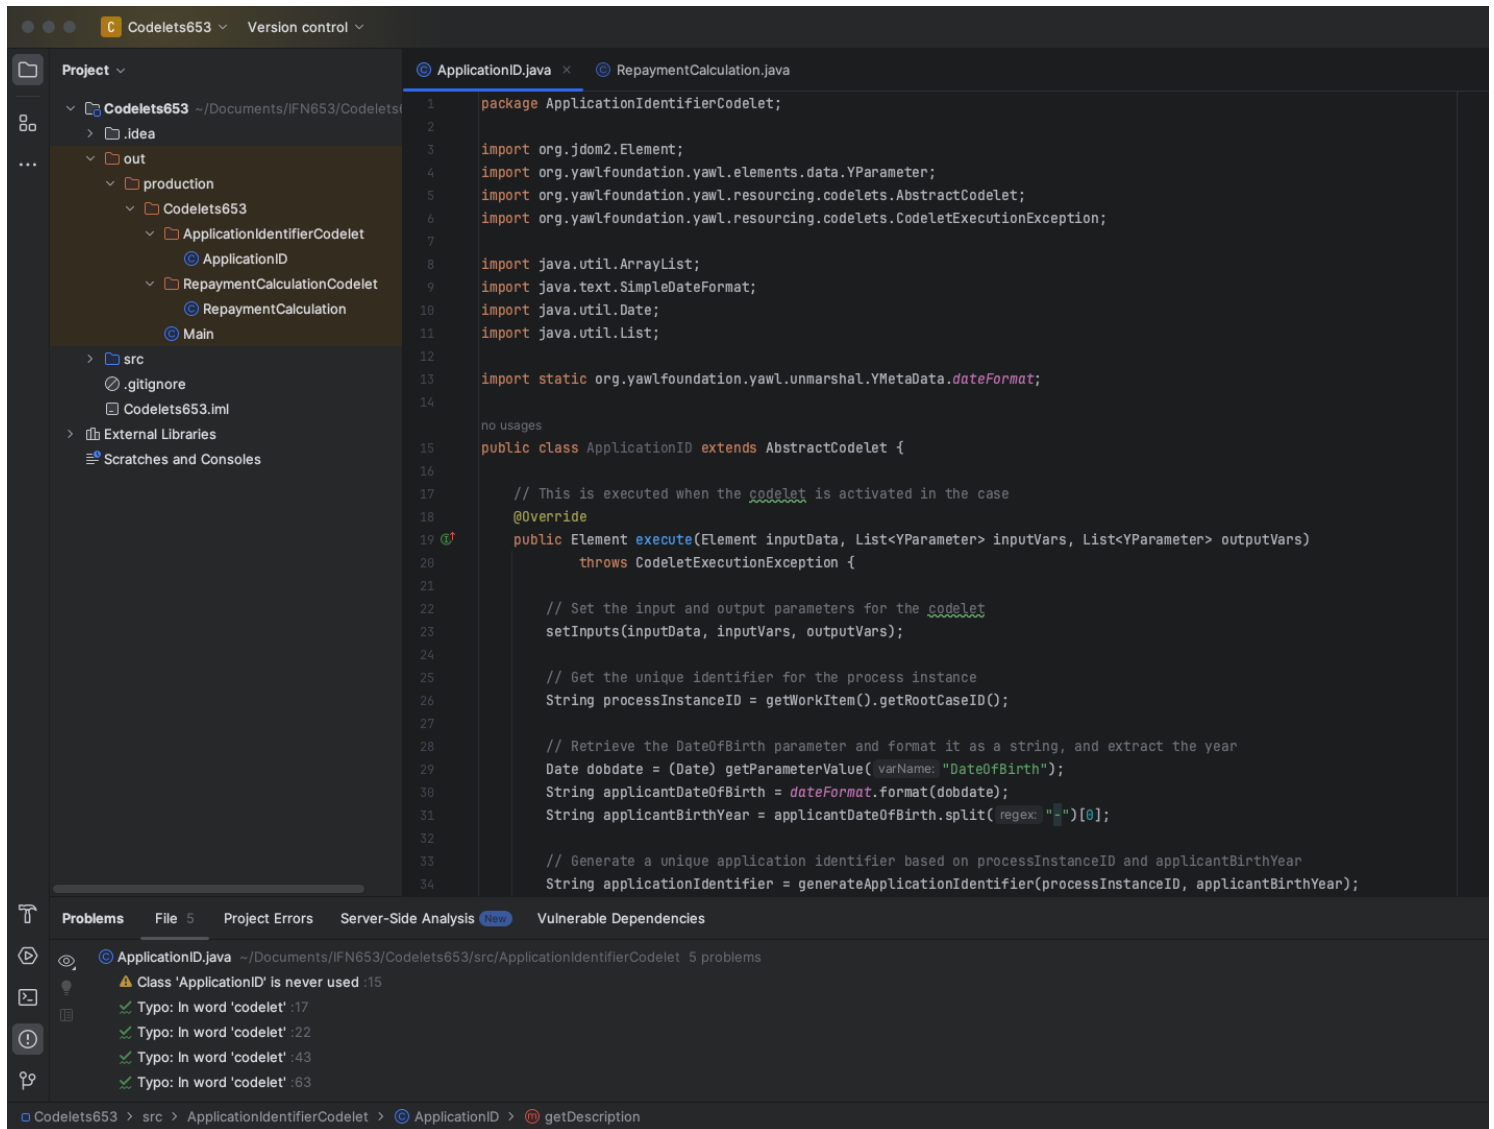 C Codelets653 Version control
Project
Codelets653 ~/Documents/IFN653/Codelets
.idea
out
production
Codelets653
ApplicationIdentifierCodelet
ApplicationID
RepaymentCalculationCodelet
RepaymentCalculation
Main
src
.gitignore
Codelets653.iml
External Libraries
Scratches and Consoles
ApplicationID.java RepaymentCalculation.java
1 package ApplicationIdentifierCodelet;
2
3 import org.jdom2.Element;
4 import org.yawlfoundation.yawl.elements.data.YParameter;
5 import org.yawlfoundation.yawl.resourcing.codelets.AbstractCodelet;
6 import org.yawlfoundation.yawl.resourcing.codelets.CodeletExecutionException;
7
8 import java.util.ArrayList;
9 import java.text.SimpleDateFormat;
10 import java.util.Date;
11 import java.util.List;
12
13 import static org.yawlfoundation.yawl.unmarshal.YMetaData.dateFormat;
14
no usages
15 public class ApplicationID extends AbstractCodelet {
16
17 // This is executed when the codelet is activated in the case
18 @Override
19 public Element execute(Element inputData, List<YParameter> inputVars, List<YParameter> outputVars)
20 throws CodeletExecutionException {
21
22 // Set the input and output parameters for the codelet
23 setInputs(inputData, inputVars, outputVars);
24
25 // Get the unique identifier for the process instance
26 String processInstanceID = getWorkItem().getRootCaseID();
27
28 // Retrieve the DateOfBirth parameter and format it as a string, and extract the year
29 Date dobdate = (Date) getParameterValue( varName: "DateOfBirth");
30 String applicantDateOfBirth = dateFormat.format(dobdate);
31 String applicantBirthYear = applicantDateOfBirth.split( regex: "-")[0];
32
33 // Generate a unique application identifier based on processInstanceID and applicantBirthYear
34 String applicationIdentifier = generateApplicationIdentifier(processInstanceID, applicantBirthYear);
Problems File 5 Project Errors Server-Side Analysis New Vulnerable Dependencies
ApplicationID.java ~/Documents/IFN653/Codelets653/src/ApplicationIdentifierCodelet 5 problems
Class 'ApplicationID' is never used :15
Typo: In word 'codelet' :17
Typo: In word 'codelet' :22
Typo: In word 'codelet' :43
Typo: In word 'codelet' :63
Codelets653 > src > ApplicationIdentifierCodelet > ApplicationID > getDescription